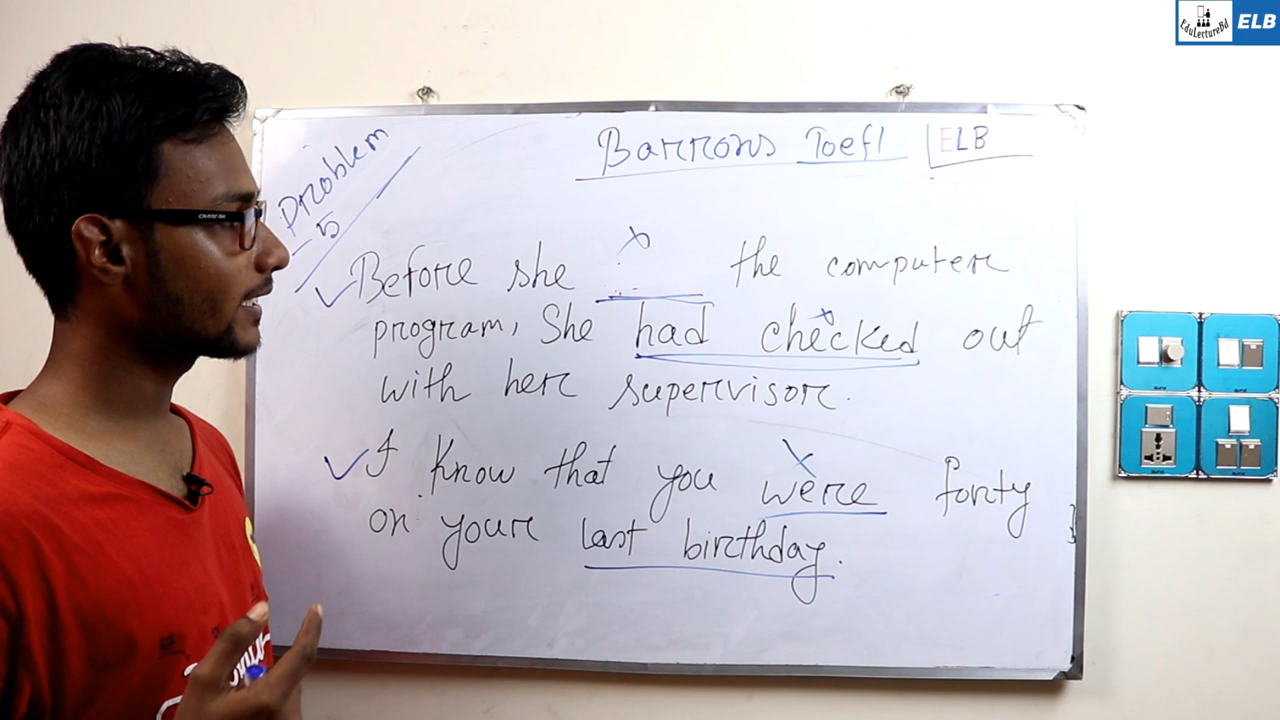 EduLectureBd ELB
Barrons Toefl ELB
Problem
5
Before she the computer
program, She had checked out
with her supervisor.
I know that you were forty
on your last birthday.